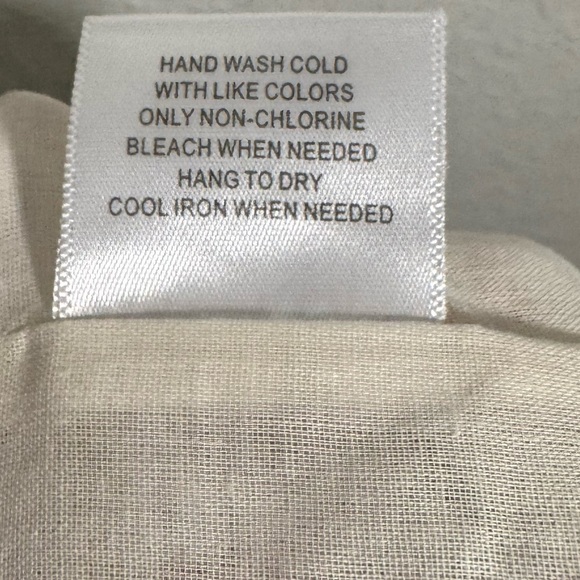 HAND WASH COLD
WITH LIKE COLORS
ONLY NON-CHLORINE
BLEACH WHEN NEEDED
HANG TO DRY
COOL IRON WHEN NEEDED